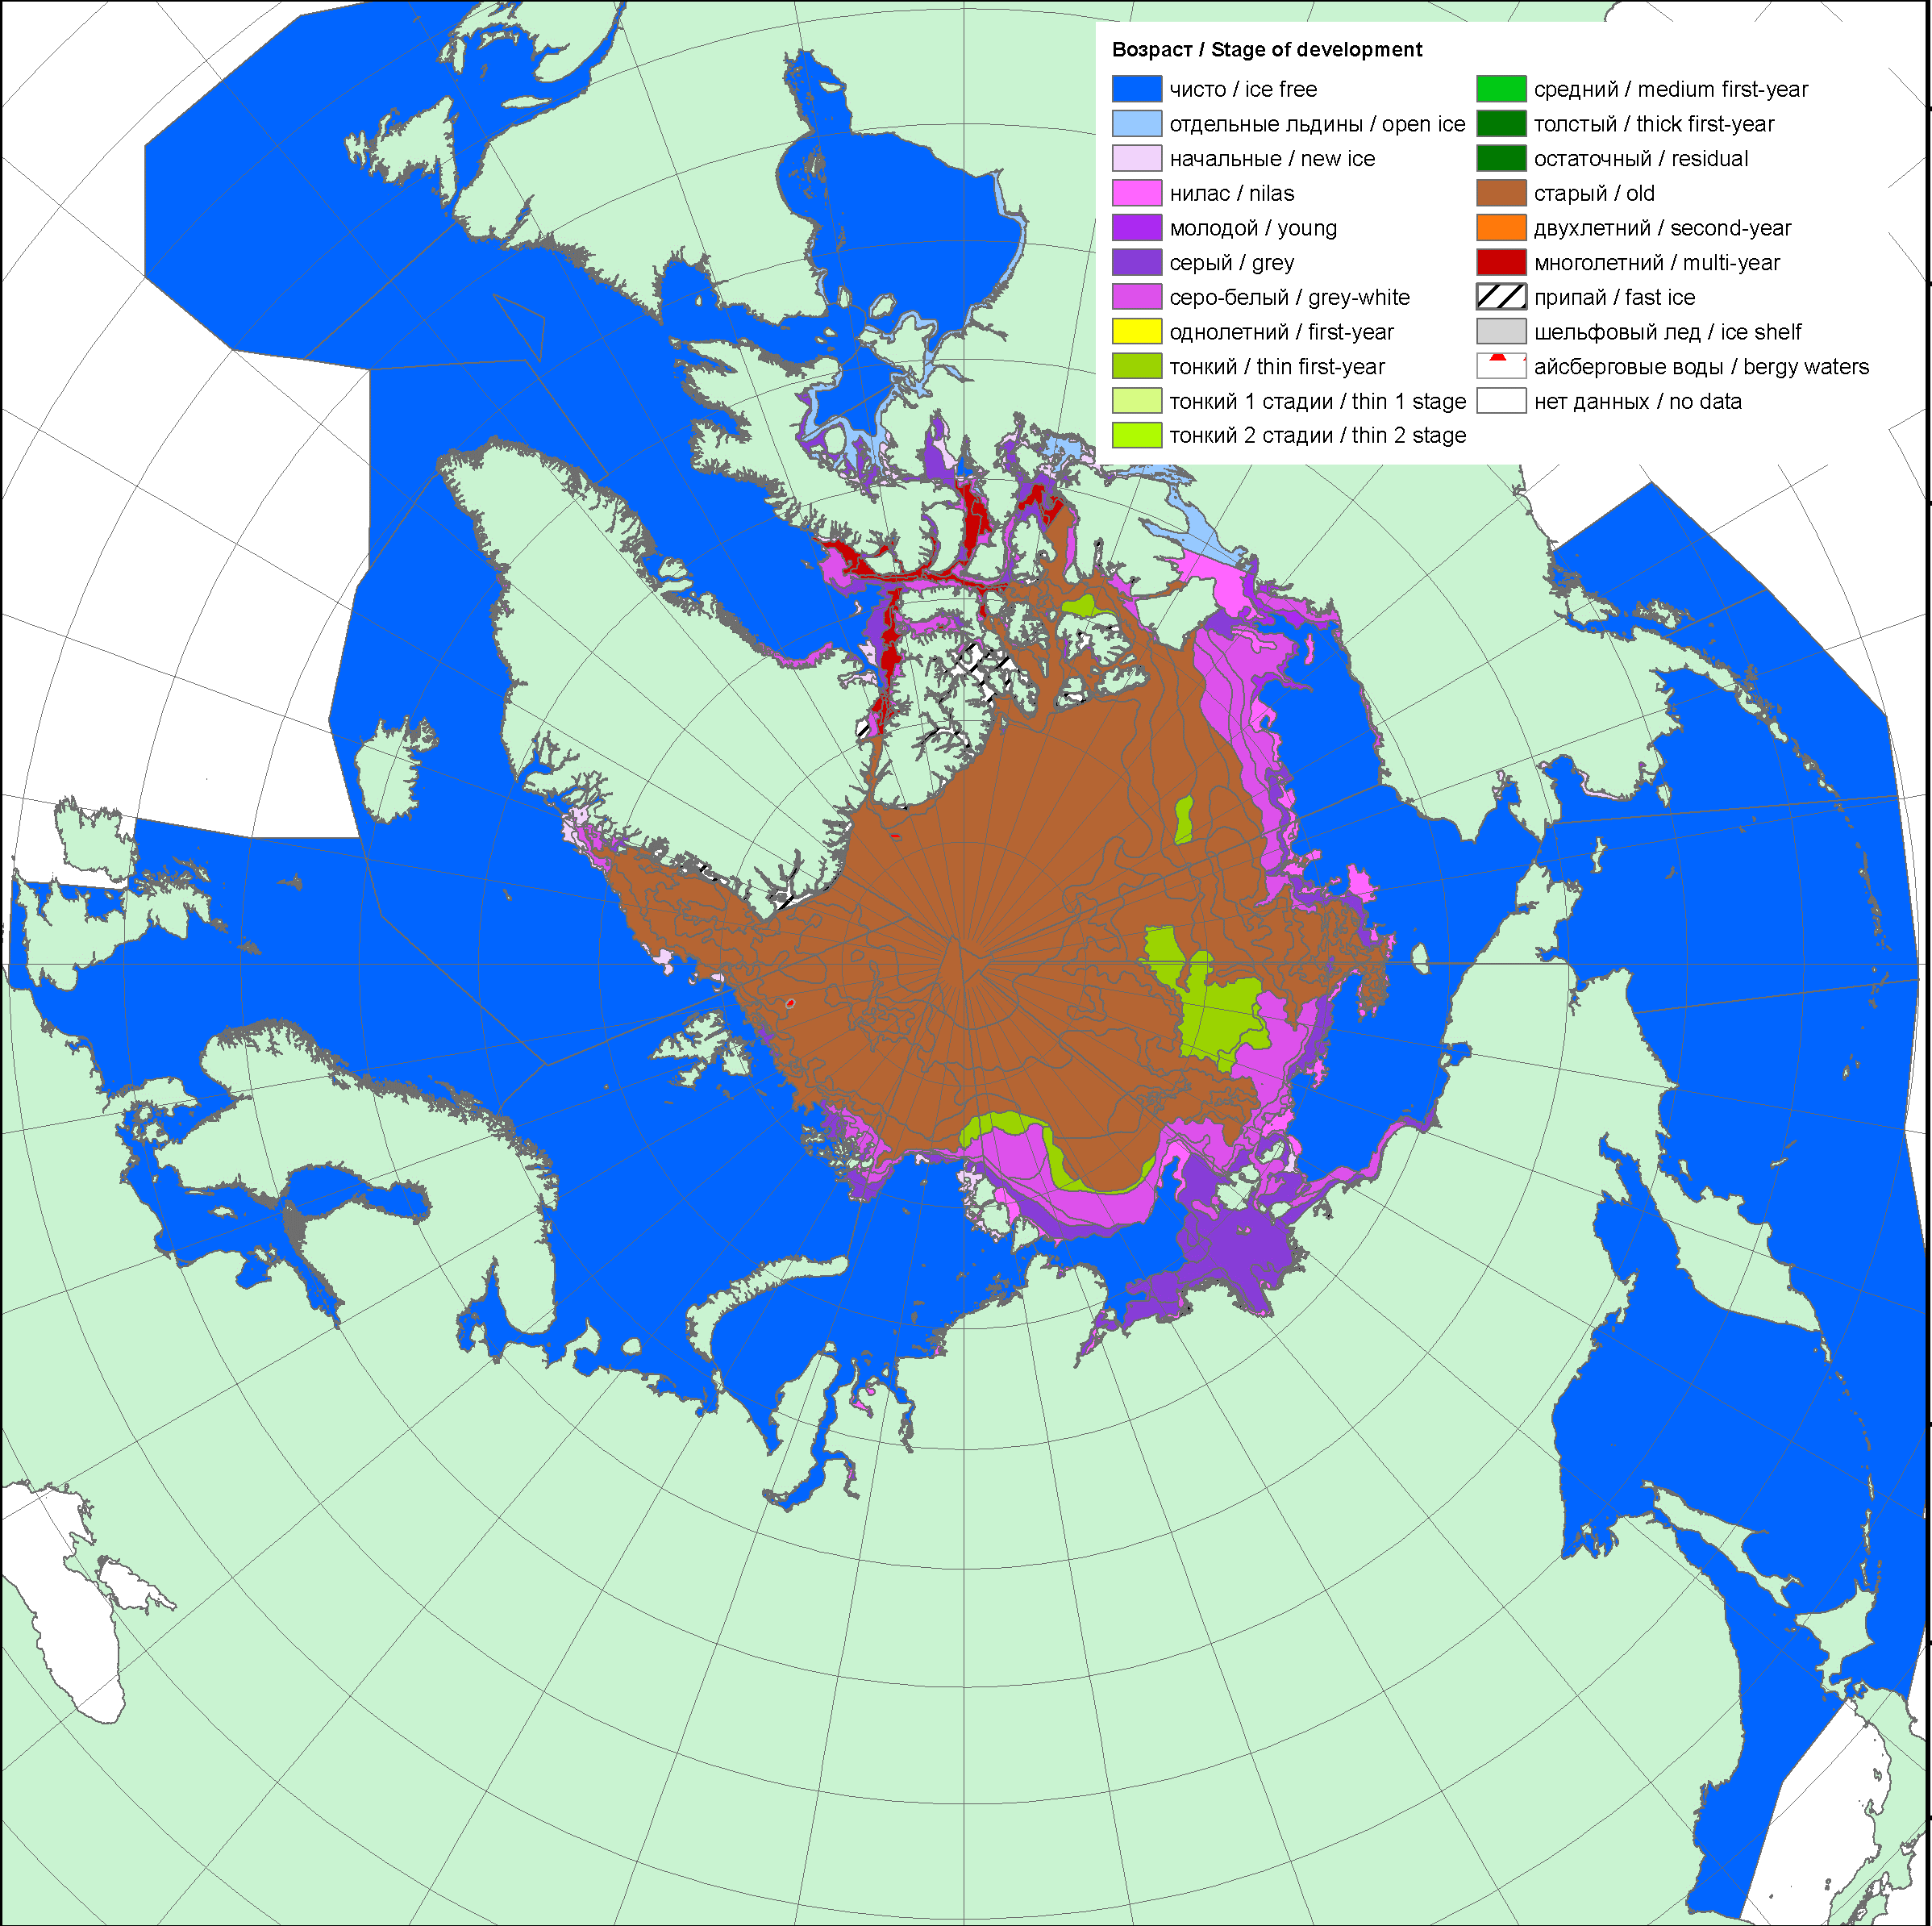 Возраст / Stage of development
чисто / ice free
отдельные льдины / open ice
начальные / new ice
нилас / nilas
молодой / young
серый / grey
серо-белый / grey-white
однолетний / first-year
тонкий / thin first-year
тонкий 1 стадии / thin 1 stage
тонкий 2 стадии / thin 2 stage
средний / medium first-year
толстый / thick first-year
остаточный / residual
старый / old
двухлетний / second-year
многолетний / multi-year
припай / fast ice
шельфовый лед / ice shelf
айсберговые воды / bergy waters
нет данных / no data